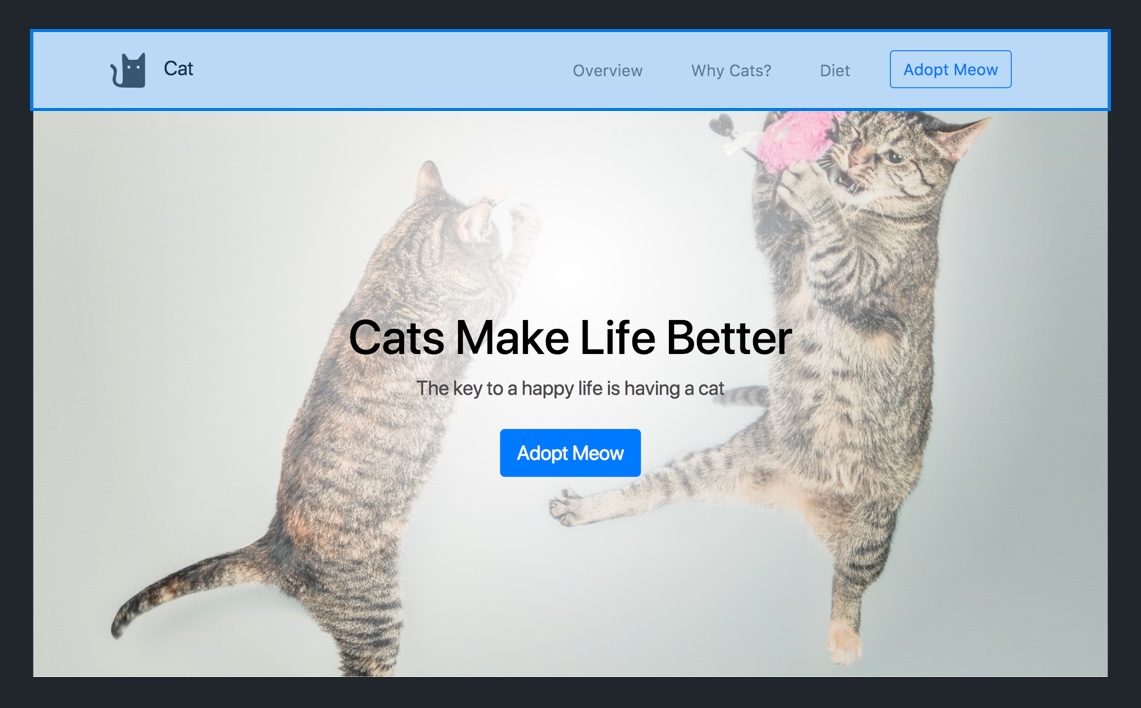 Cat
Overview Why Cats? Diet Adopt Meow
Cats Make Life Better
The key to a happy life is having a cat
Adopt Meow